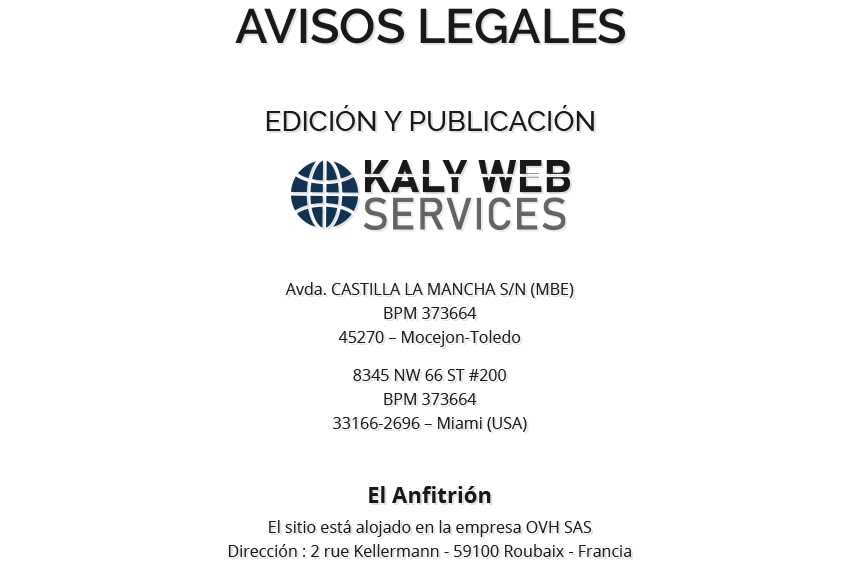 AVISOS LEGALES
EDICIÓN Y PUBLICACIÓN
KALY WEB
SERVICES
Avda. CASTILLA LA MANCHA S/N (MBE)
BPM 373664
45270 – Mocejon-Toledo
8345 NW 66 ST #200
BPM 373664
33166-2696 – Miami (USA)
El Anfitrión
El sitio está alojado en la empresa OVH SAS
Dirección : 2 rue Kellermann - 59100 Roubaix - Francia